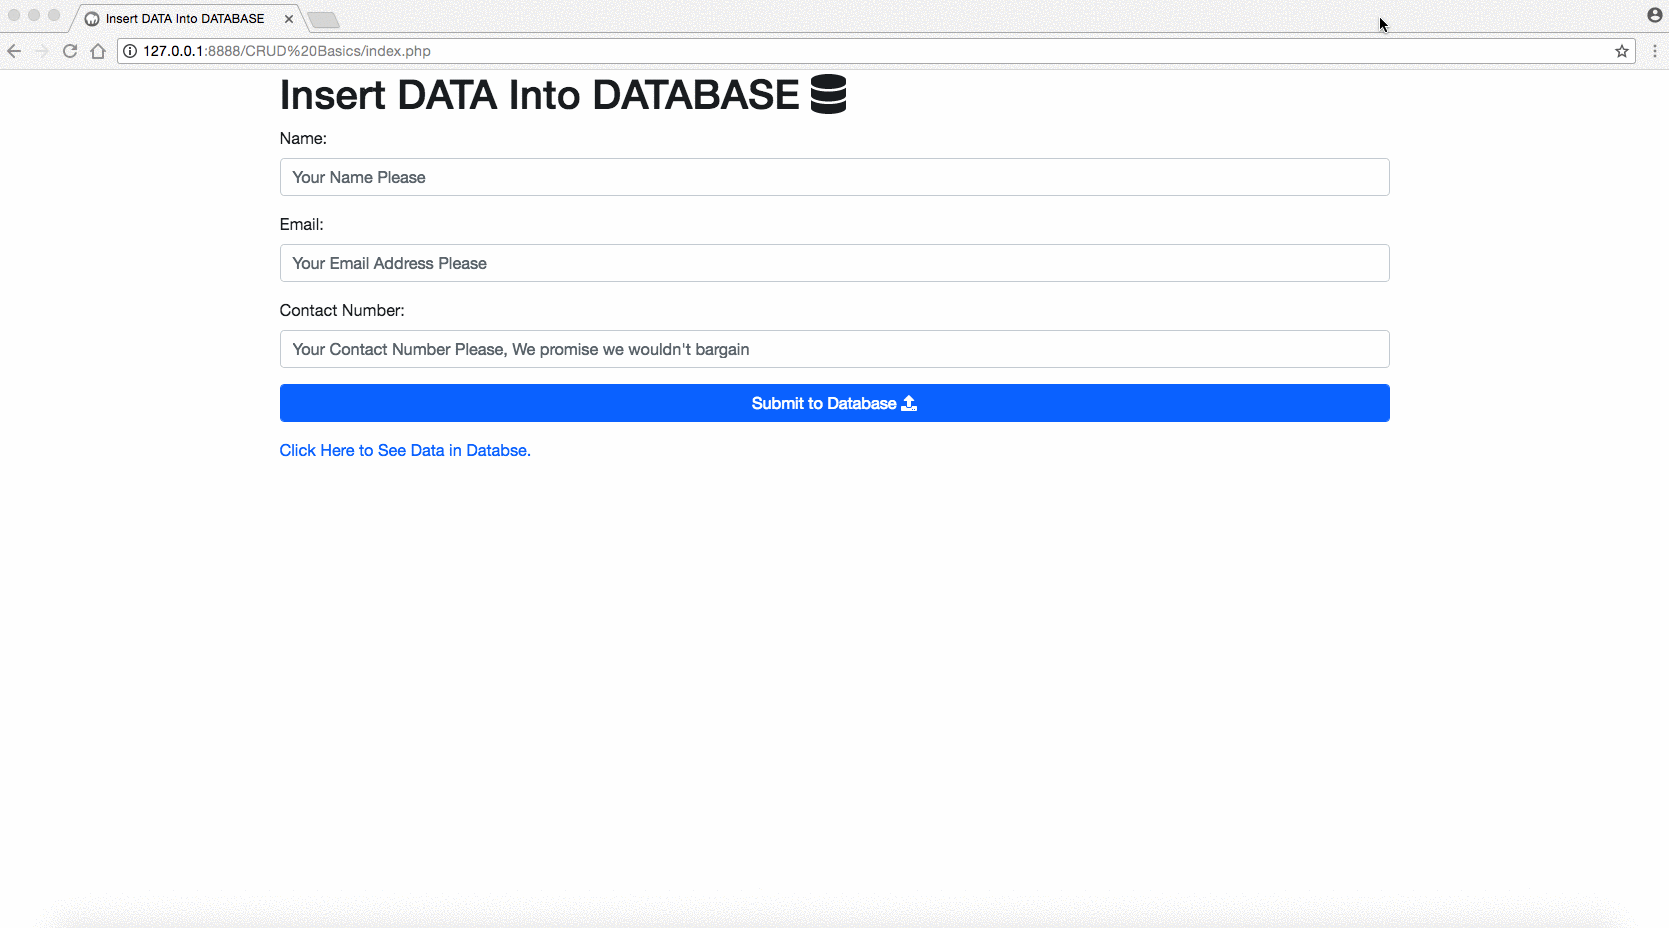 Insert DATA Into DATABASE
127.0.0.1:8888/CRUD%20Basics/index.php
Insert DATA Into DATABASE
Name:
Your Name Please
Email:
Your Email Address Please
Contact Number:
Your Contact Number Please, We promise we wouldn't bargain
Submit to Database
Click Here to See Data in Databse.